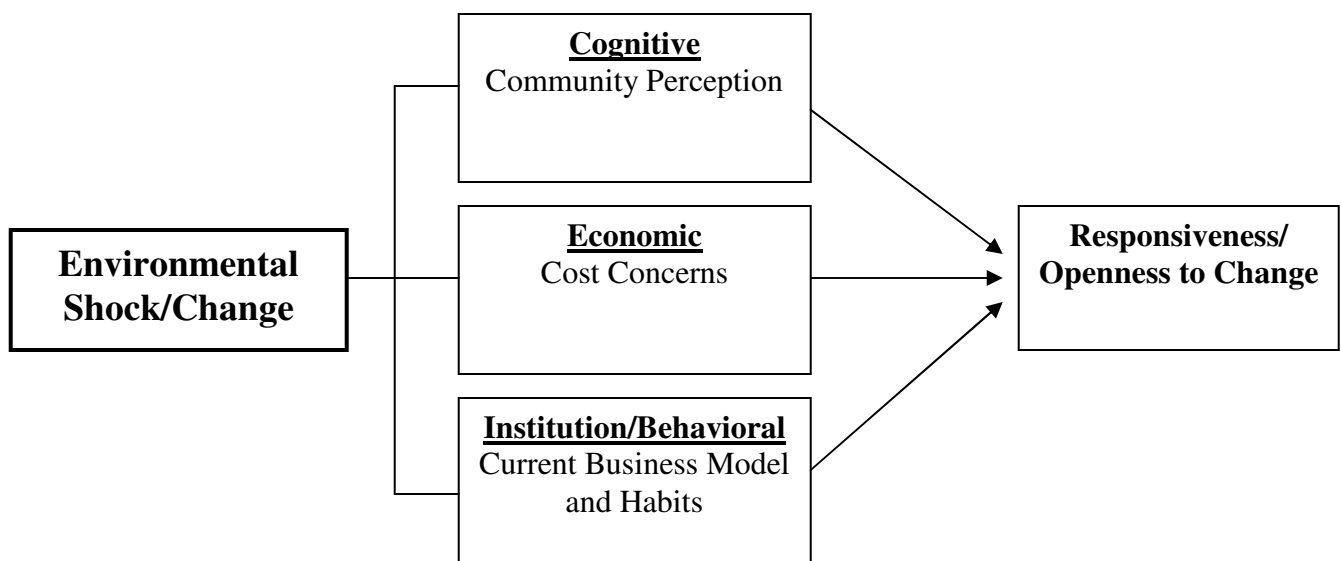 Cognitive
Community Perception
Environmental
Shock/Change
Economic
Cost Concerns
Institution/Behavioral
Current Business Model
and Habits
Responsiveness/
Openness to Change